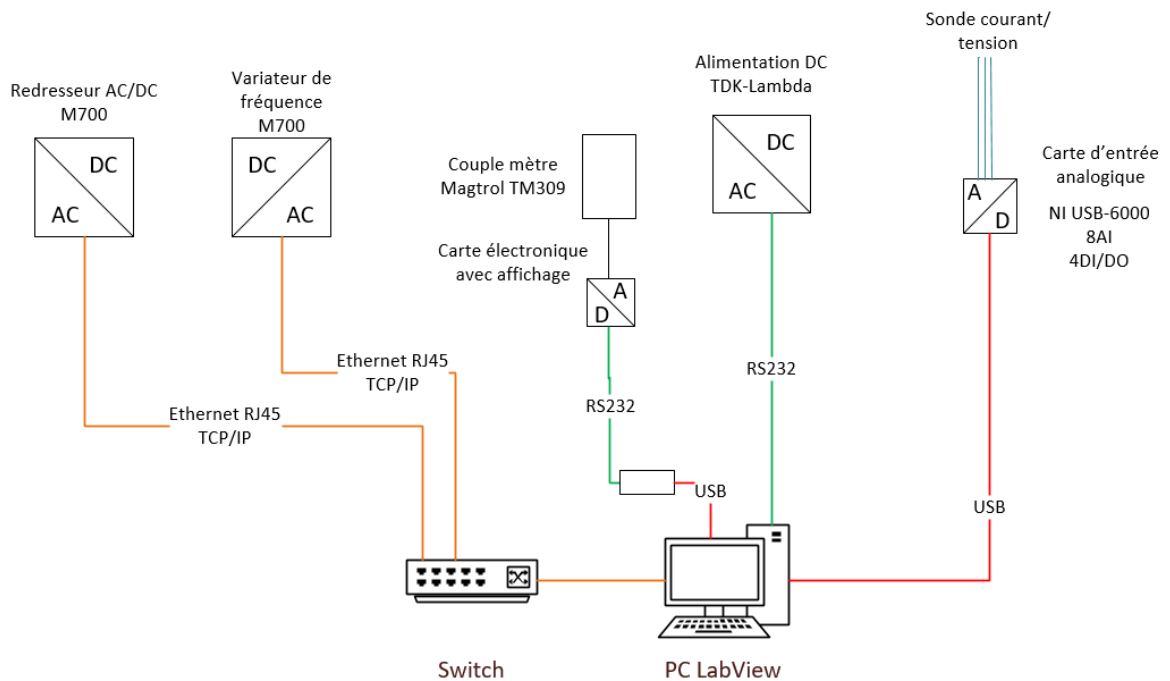 Sonde courant/
tension
Redresseur AC/DC
M700
Variateur de
fréquence
M700
Alimentation DC
TDK-Lambda
DC
AC
DC
AC
Couple mètre
Magtrol TM309
DC
AC
Carte d'entrée
analogique
NI USB-6000
8AI
4DI/DO
A
D
Carte électronique
avec affichage
A
D
Ethernet RJ45
TCP/IP
RS232
Ethernet RJ45
TCP/IP
RS232
USB
USB
Switch
PC LabView